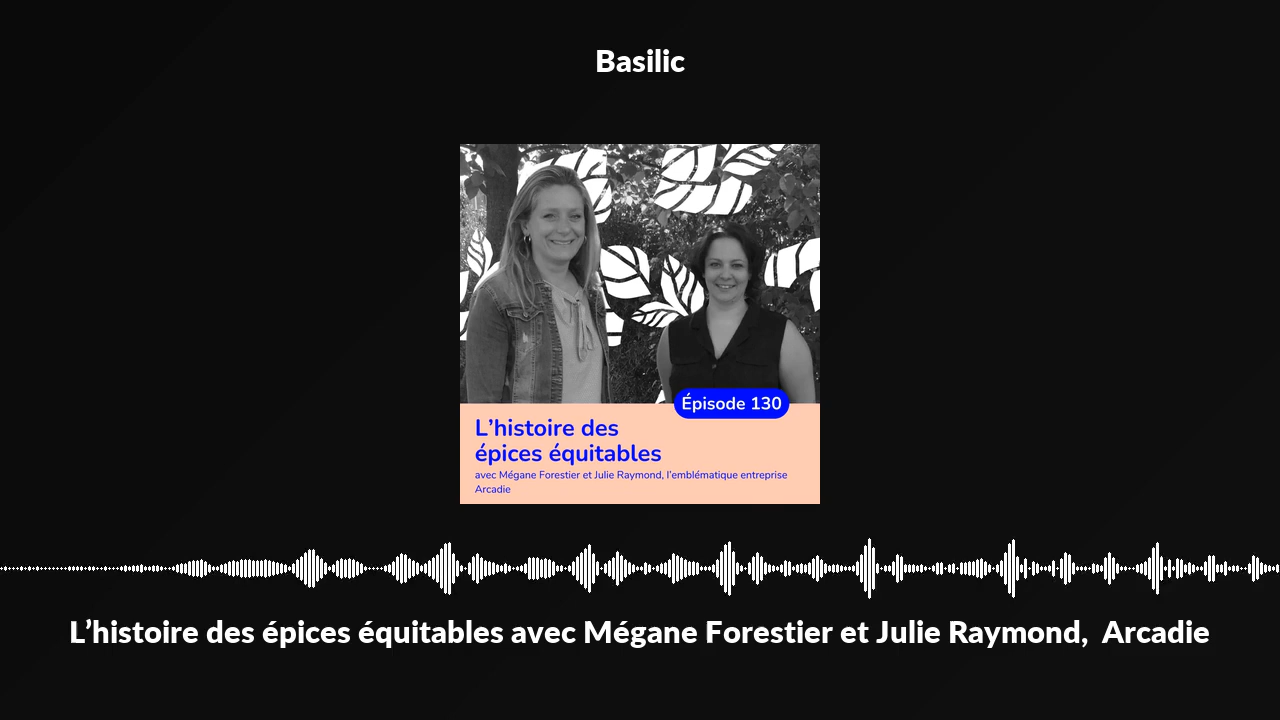 Basilic
Épisode 130
L’histoire des
épices équitables
avec Mégane Forestier et Julie Raymond, l’emblématique entreprise
Arcadie
L’histoire des épices équitables avec Mégane Forestier et Julie Raymond,  Arcadie